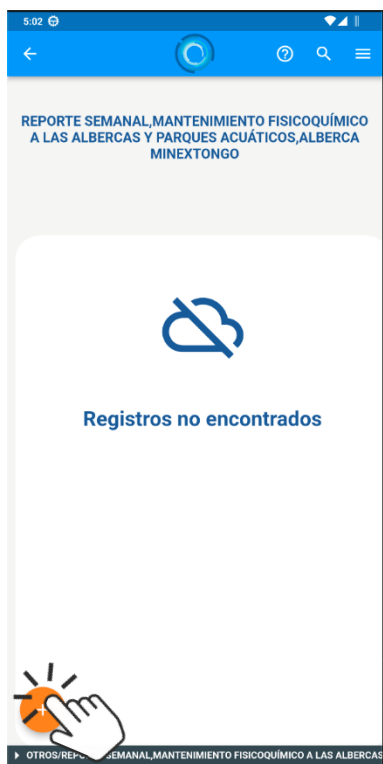 5:02
REPORTE SEMANAL,MANTENIMIENTO FISICOQUÍMICO
A LAS ALBERCAS Y PARQUES ACUÁTICOS,ALBERCA
MINEXTONGO
Registros no encontrados
+
OTROS/REPO SEMANAL,MANTENIMIENTO FISICOQUÍMICO A LAS ALBERCAS